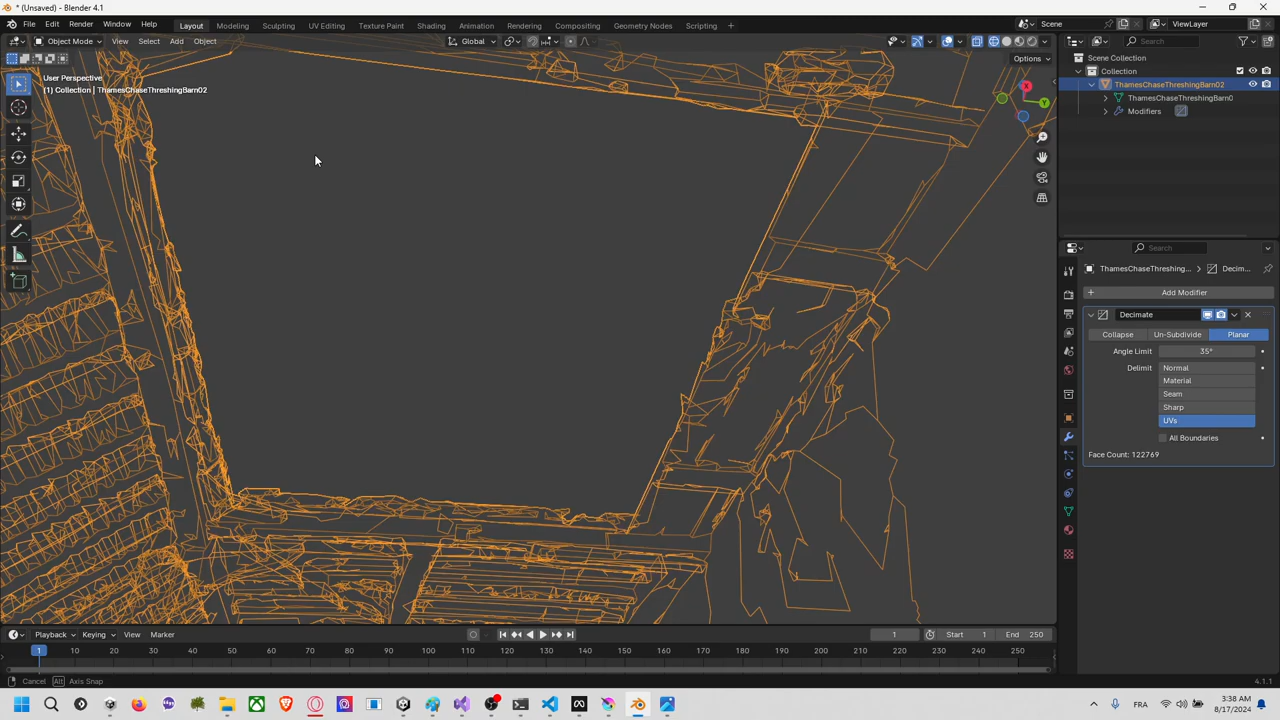 * (Unsaved) - Blender 4.1
File Edit Render Window Help Layout Modeling Sculpting UV Editing Texture Paint Shading Animation Rendering Compositing Geometry Nodes Scripting + Scene ViewLayer
Object Mode View Select Add Object Global Search
Options
User Perspective
(1) Collection | ThamesChaseThreshingBarn02
X
Y
Z
Scene Collection
Collection
ThamesChaseThreshingBarn02
ThamesChaseThreshingBarn0
Modifiers
Search
ThamesChaseThreshing... > Decim...
Add Modifier
Decimate
Collapse Un-Subdivide Planar
Angle Limit 35°
Delimit Normal
Material
Seam
Sharp
UVs
All Boundaries
Face Count: 122769
Playback Keying View Marker 1 Start 1 End 250
1 10 20 30 40 50 60 70 80 90 100 110 120 130 140 150 160 170 180 190 200 210 220 230 240 250
Cancel Alt Axis Snap 4.1.1
FRA 3:38 AM
8/17/2024